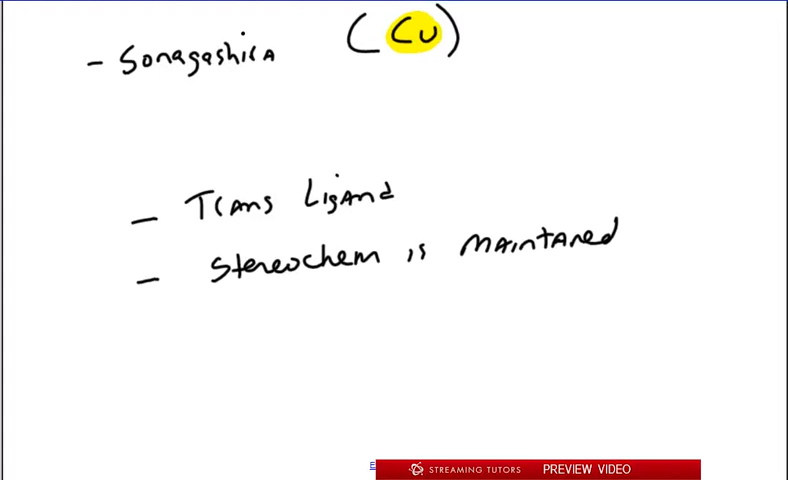 - Sonagashira (Cu)
- Trans Ligand
- Stereochem is maintaned
E
STREAMING TUTORS PREVIEW VIDEO